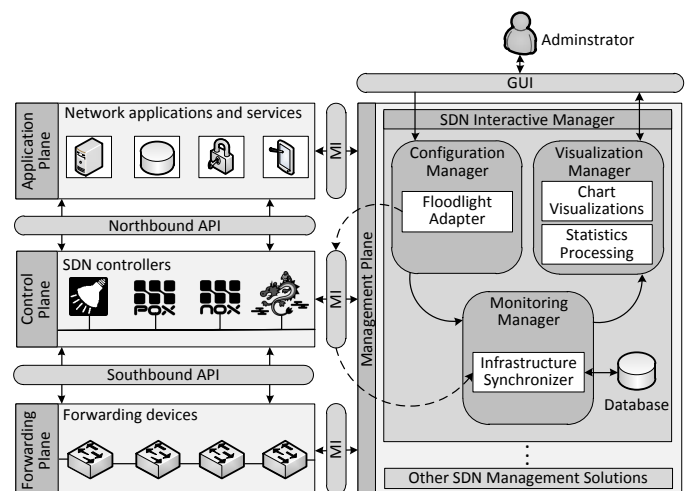 Adminstrator
GUI
Application
Plane
Network applications and services
MI
Northbound API
Control
Plane
SDN controllers
POX
nox
MI
Southbound API
Forwarding
Plane
Forwarding devices
MI
Management Plane
SDN Interactive Manager
Configuration
Manager
Floodlight
Adapter
Visualization
Manager
Chart
Visualizations
Statistics
Processing
Monitoring
Manager
Infrastructure
Synchronizer
Database
Other SDN Management Solutions